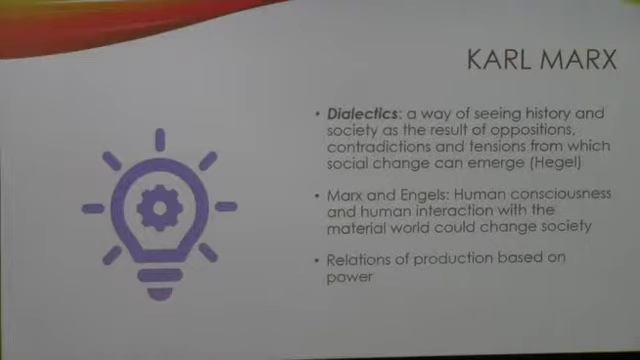 KARL MARX
• Dialectics: a way of seeing history and
society as the result of oppositions,
contradictions and tensions from which
social change can emerge (Hegel)
• Marx and Engels: Human consciousness
and human interaction with the
material world could change society
• Relations of production based on
power